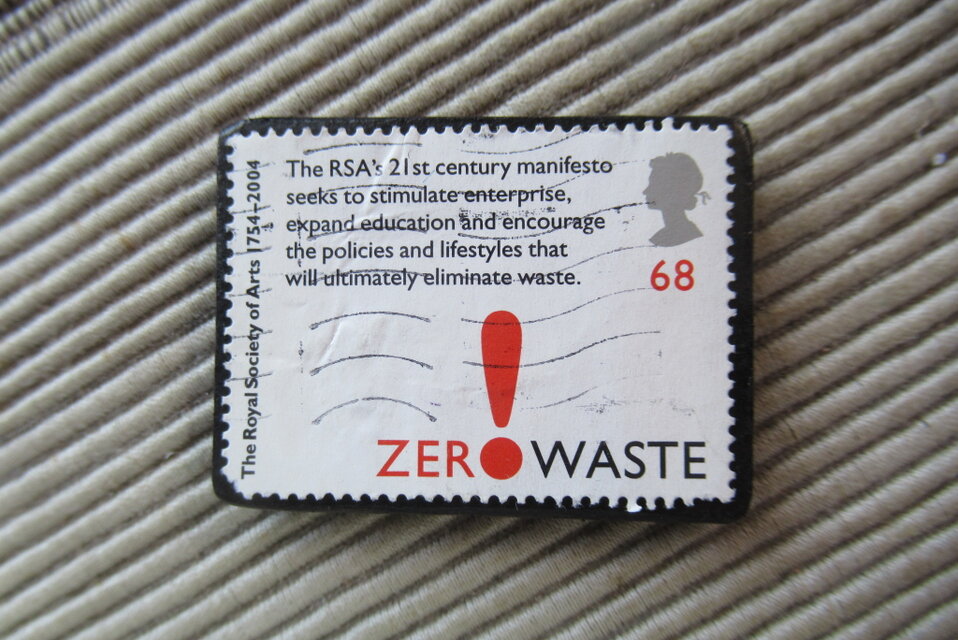 The Royal Society of Arts 1754–2004
The RSA's 21st century manifesto
seeks to stimulate enterprise,
expand education and encourage
the policies and lifestyles that
will ultimately eliminate waste.
68
ZERO WASTE